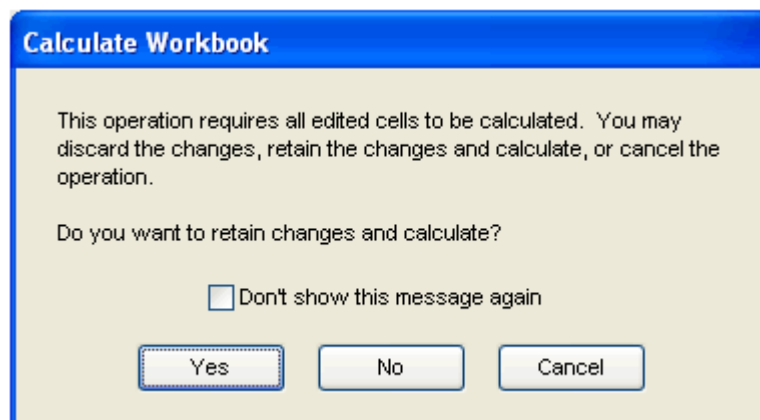 Calculate Workbook
This operation requires all edited cells to be calculated.  You may
discard the changes, retain the changes and calculate, or cancel the
operation.
Do you want to retain changes and calculate?
Don't show this message again
Yes No Cancel